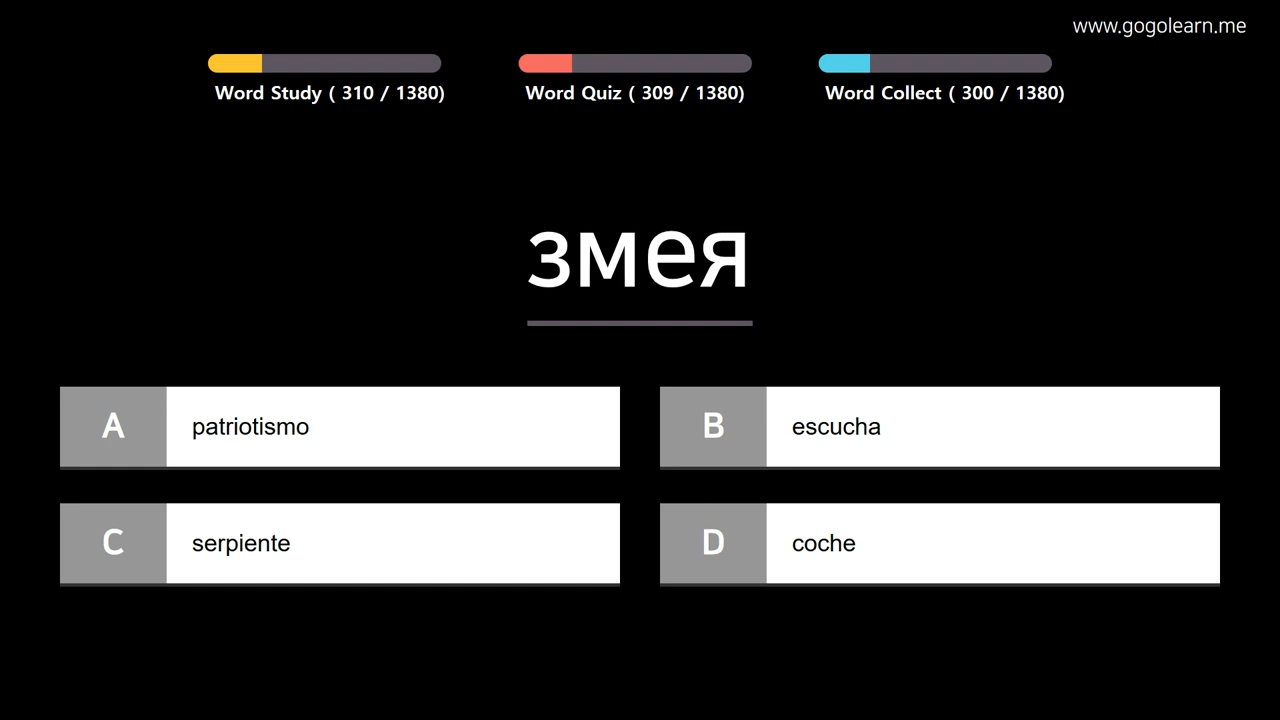 www.gogolearn.me
Word Study ( 310 / 1380)
Word Quiz ( 309 / 1380)
Word Collect ( 300 / 1380)
змея
A patriotismo
B escucha
C serpiente
D coche